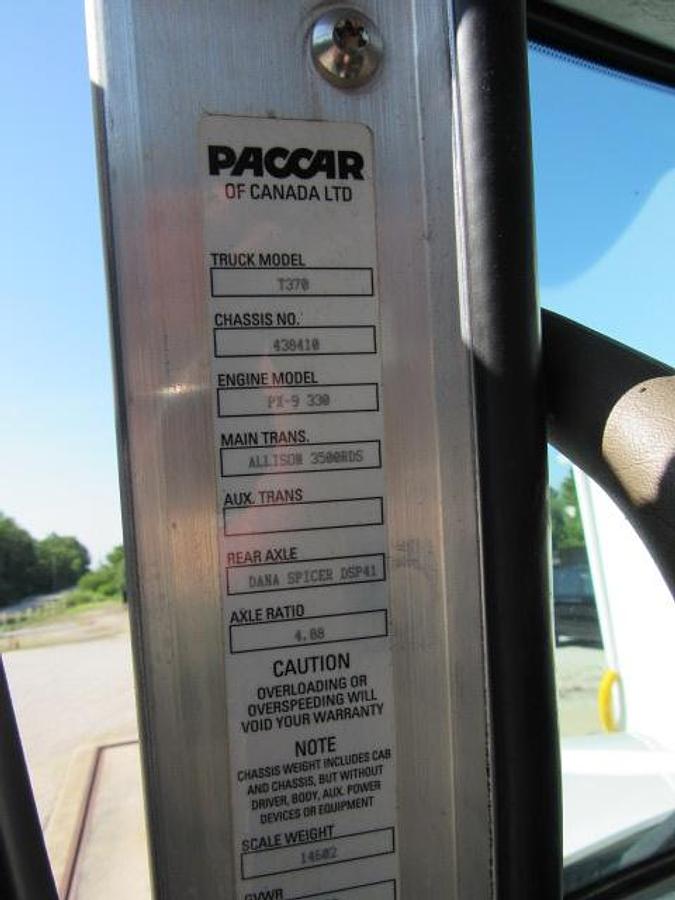 PACCAR
OF CANADA LTD
TRUCK MODEL
T370
CHASSIS NO.
438410
ENGINE MODEL
PX-9 330
MAIN TRANS.
ALLISON 3500RDS
AUX. TRANS
REAR AXLE
DANA SPICER DSP41
AXLE RATIO
4.88
CAUTION
OVERLOADING OR
OVERSPEEDING WILL
VOID YOUR WARRANTY
NOTE
CHASSIS WEIGHT INCLUDES CAB
AND CHASSIS, BUT WITHOUT
DRIVER, BODY, AUX. POWER
DEVICES OR EQUIPMENT
SCALE WEIGHT
14602
GVWR